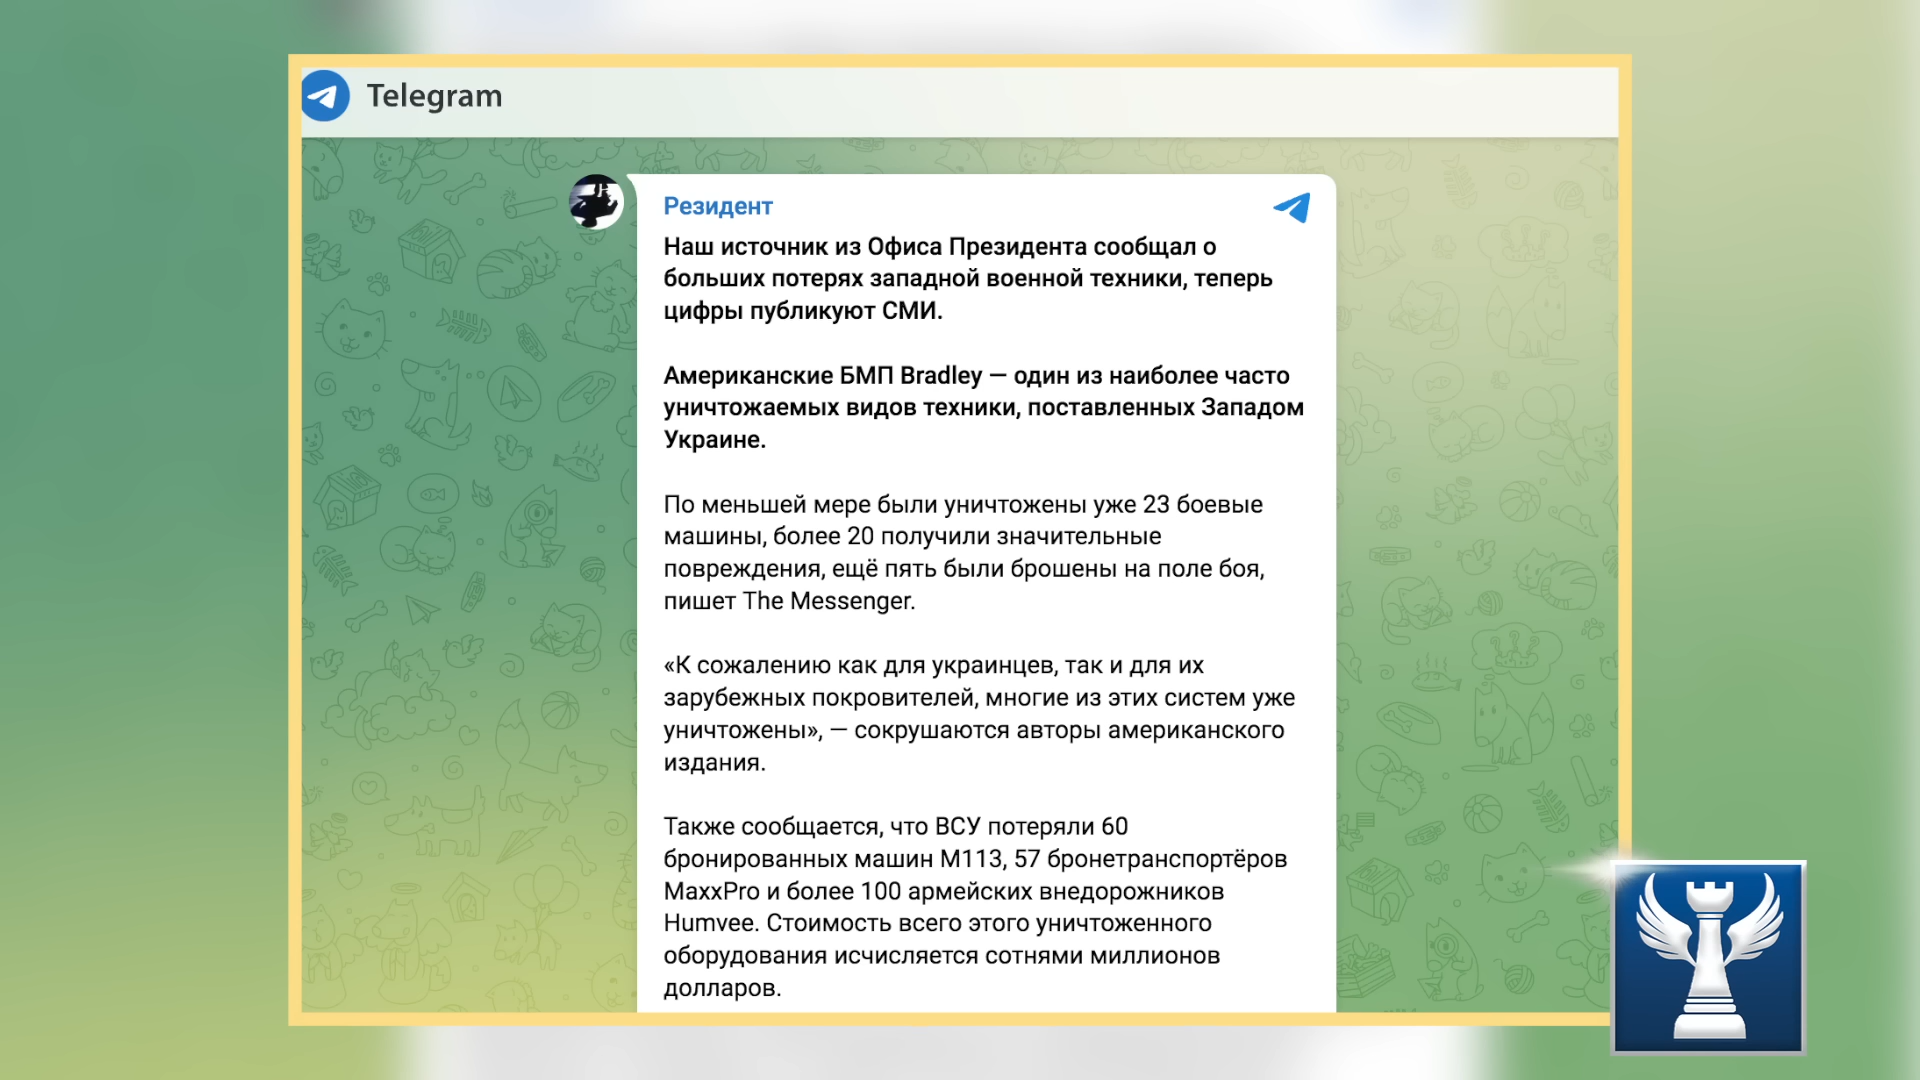 Telegram
Резидент
Наш источник из Офиса Президента сообщал о
больших потерях западной военной техники, теперь
цифры публикуют СМИ.
Американские БМП Bradley — один из наиболее часто
уничтожаемых видов техники, поставленных Западом
Украине.
По меньшей мере были уничтожены уже 23 боевые
машины, более 20 получили значительные
повреждения, ещё пять были брошены на поле боя,
пишет The Messenger.
«К сожалению как для украинцев, так и для их
зарубежных покровителей, многие из этих систем уже
уничтожены», — сокрушаются авторы американского
издания.
Также сообщается, что ВСУ потеряли 60
бронированных машин M113, 57 бронетранспортёров
MaxxPro и более 100 армейских внедорожников
Humvee. Стоимость всего этого уничтоженного
оборудования исчисляется сотнями миллионов
долларов.